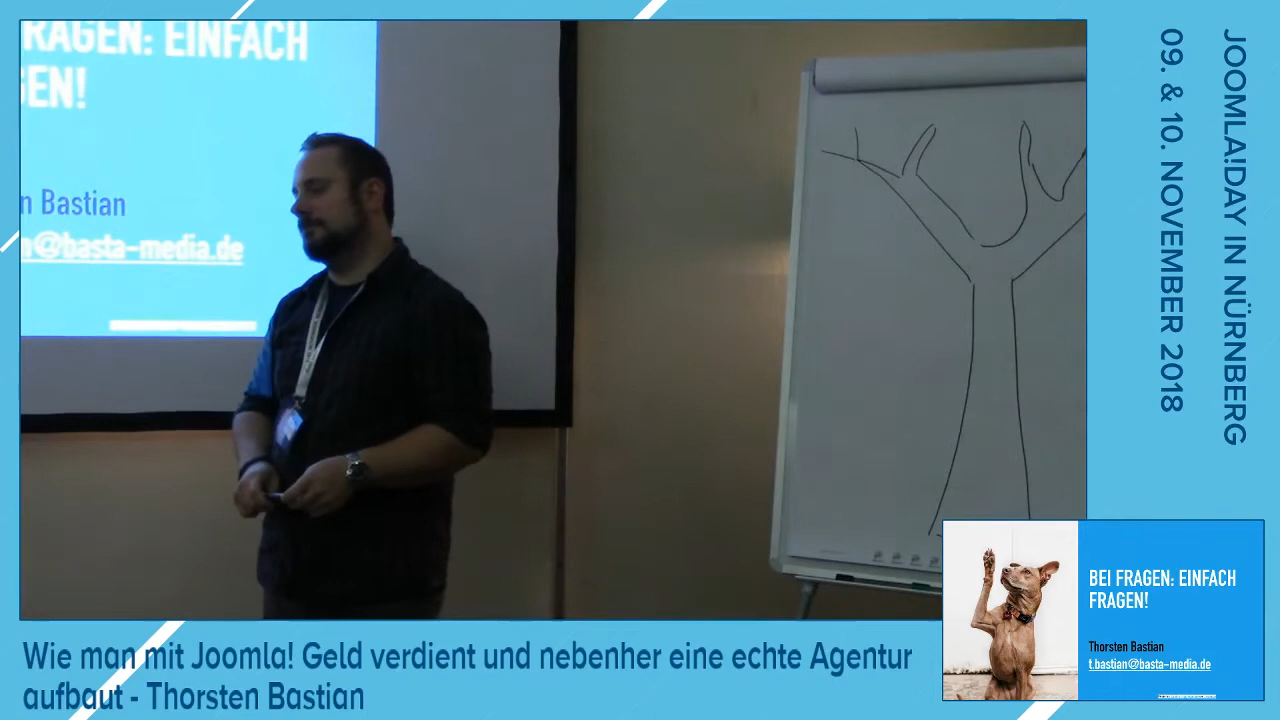 RAGEN: EINFACH
GEN!
n Bastian
n@basta-media.de
JOOMLA!DAY IN NÜRNBERG
09. & 10. NOVEMBER 2018
BEI FRAGEN: EINFACH
FRAGEN!
Thorsten Bastian
t.bastian@basta-media.de
Wie man mit Joomla! Geld verdient und nebenher eine echte Agentur
aufbaut - Thorsten Bastian